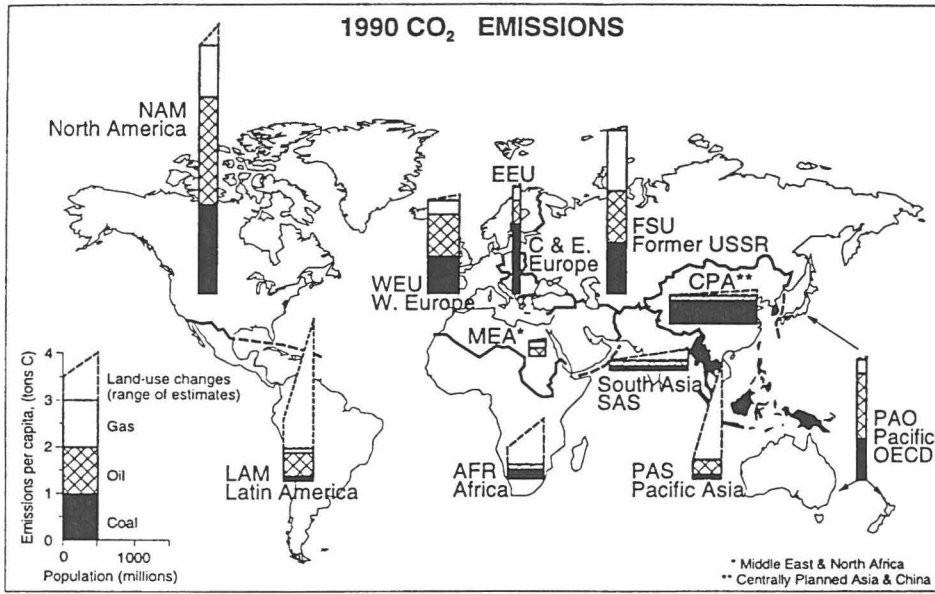 1990 CO₂ EMISSIONS
NAM
North America
EEU
C & E.
Europe
FSU
Former USSR
WEU
W. Europe
CPA**
MEA*
South Asia
SAS
PAO
Pacific
OECD
LAM
Latin America
AFR
Africa
PAS
Pacific Asia
Emissions per capita, (tons C)
4
3
2
1
0
Land-use changes
(range of estimates)
Gas
Oil
Coal
0
1000
Population (millions)
* Middle East & North Africa
** Centrally Planned Asia & China